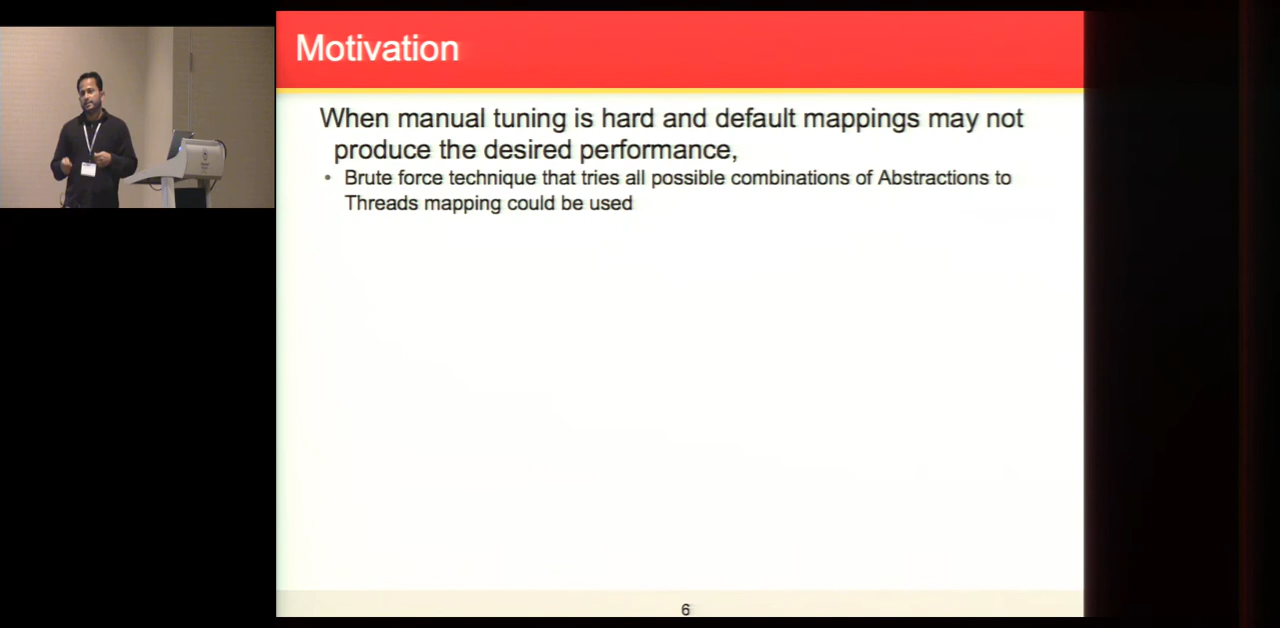 Motivation
When manual tuning is hard and default mappings may not
produce the desired performance,
• Brute force technique that tries all possible combinations of Abstractions to
Threads mapping could be used
6